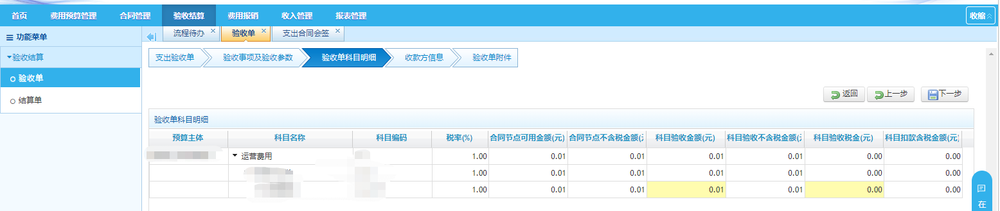 首页 费用预算管理 合同管理 验收结算 费用报销 收入管理 报表管理 收缩
功能菜单
流程待办 验收单 支出合同会签
验收结算
验收单
结算单
支出验收单 验收事项及验收参数 验收单科目明细 收款方信息 验收单附件
返回 上一步 下一步
验收单科目明细
预算主体 科目名称 科目编码 税率(%) 合同节点可用金额(元) 合同节点不含税金额( 科目验收金额(元) 科目验收不含税金额( 科目验收税金(元) 科目扣款含税金额(元)
运营费用 1.00 0.01 0.01 0.01 0.01 0.00 0.00
1.00 0.01 0.01 0.01 0.01 0.00 0.00
1.00 0.01 0.01 0.01 0.01 0.00 0.00
在